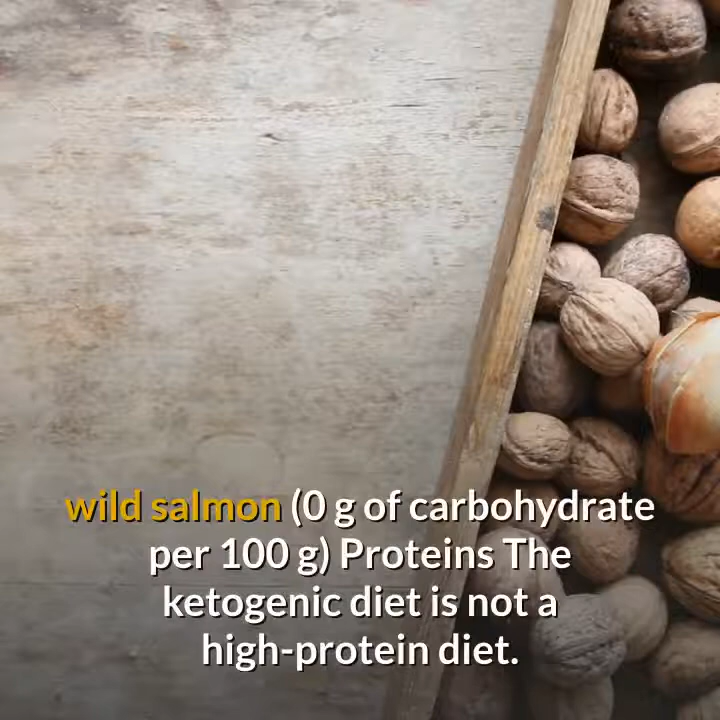 wild salmon (0 g of carbohydrate
per 100 g) Proteins The
ketogenic diet is not a
high-protein diet.